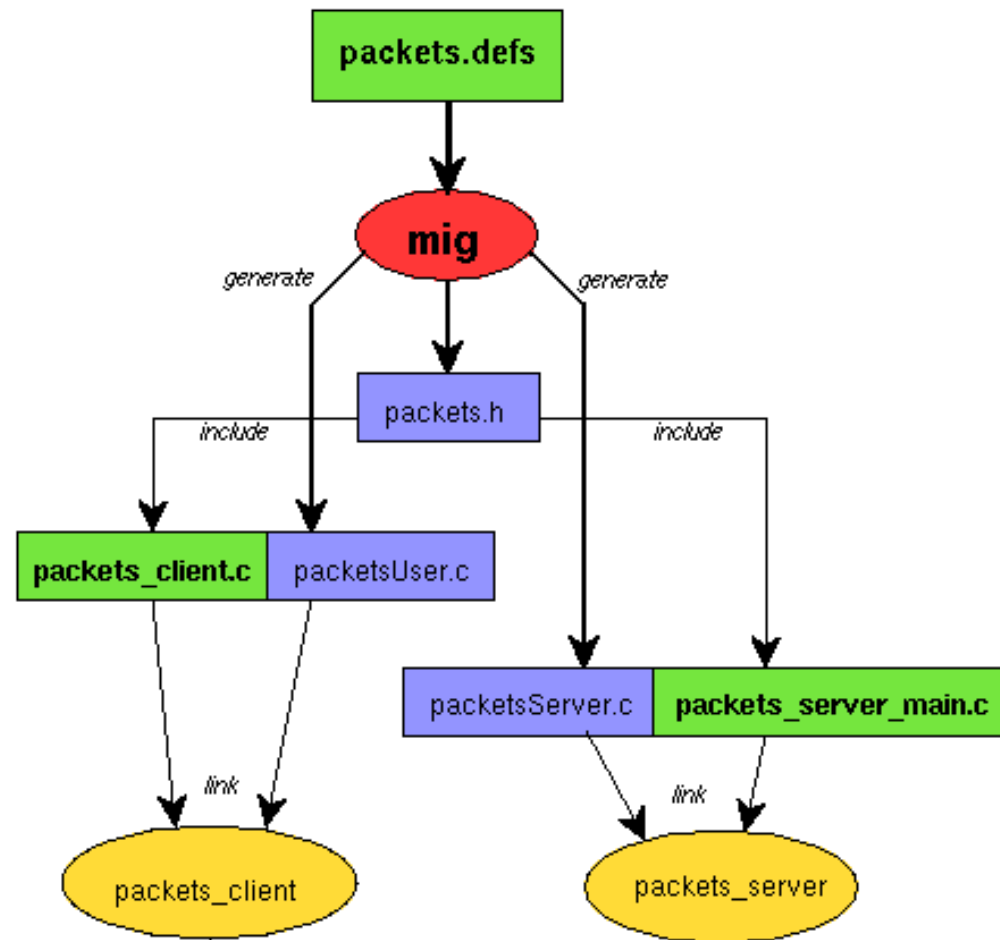 packets.defs
mig
generate
generate
packets.h
include
include
packets_client.c
packetsUser.c
packetsServer.c
packets_server_main.c
link
link
packets_client
packets_server